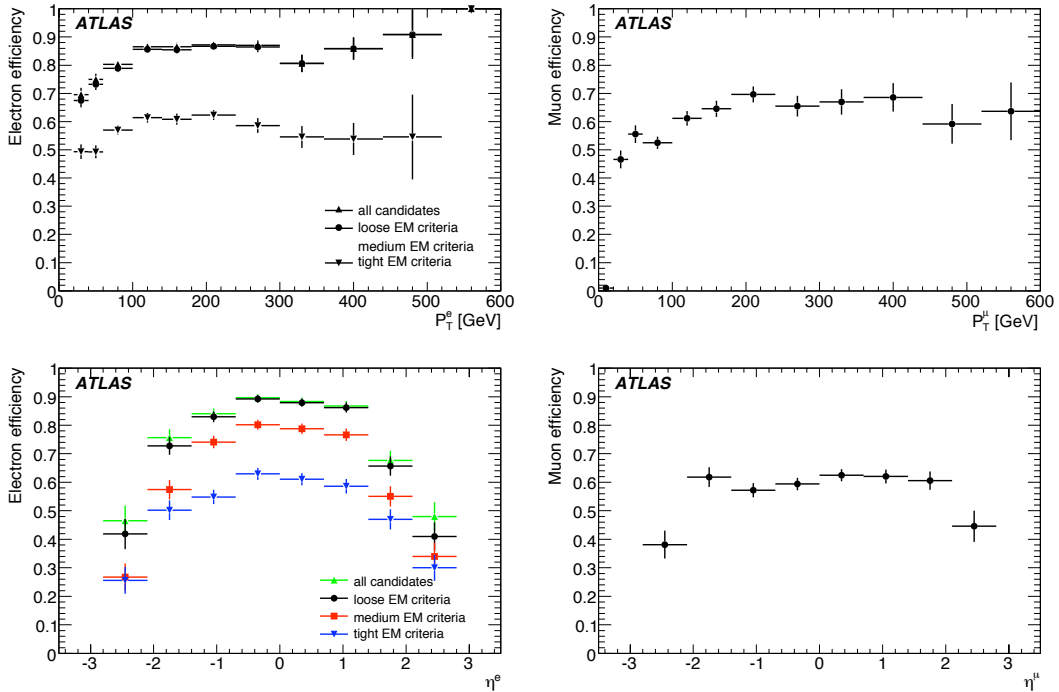 ATLAS
Electron efficiency
1
0.9
0.8
0.7
0.6
0.5
0.4
0.3
0.2
0.1
0
all candidates
loose EM criteria
medium EM criteria
tight EM criteria
0 100 200 300 400 500 600
P_T^e [GeV]
ATLAS
Muon efficiency
1
0.9
0.8
0.7
0.6
0.5
0.4
0.3
0.2
0.1
0
0 100 200 300 400 500 600
P_T^μ [GeV]
ATLAS
Electron efficiency
1
0.9
0.8
0.7
0.6
0.5
0.4
0.3
0.2
0.1
0
all candidates
loose EM criteria
medium EM criteria
tight EM criteria
-3 -2 -1 0 1 2 3
η^e
ATLAS
Muon efficiency
1
0.9
0.8
0.7
0.6
0.5
0.4
0.3
0.2
0.1
0
-3 -2 -1 0 1 2 3
η^μ